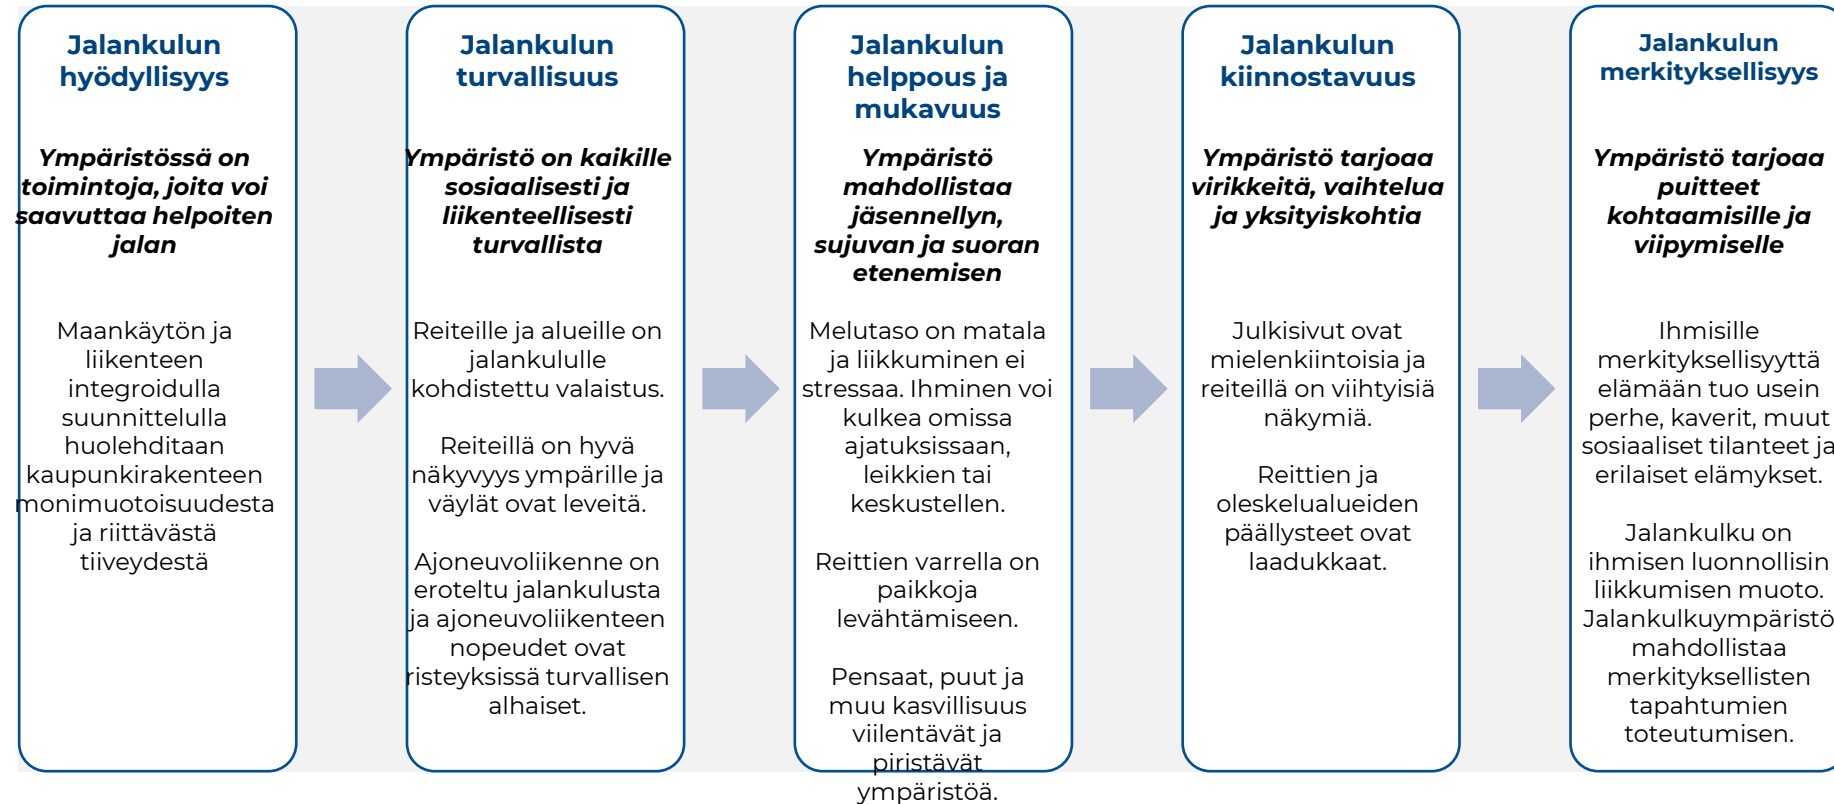 Jalankulun
hyödyllisyys
Ympäristössä on
toimintoja, joita voi
saavuttaa helpoiten
jalan
Maankäytön ja
liikenteen
integroidulla
suunnittelulla
huolehditaan
kaupunkirakenteen
monimuotoisuudesta
ja riittävästä
tiiveydestä
Jalankulun
turvallisuus
Ympäristö on kaikille
sosiaalisesti ja
liikenteellisesti
turvallista
Reiteille ja alueille on
jalankululle
kohdistettu valaistus.
Reiteillä on hyvä
näkyvyys ympärille ja
väylät ovat leveitä.
Ajoneuvoliikenne on
eroteltu jalankulusta
ja ajoneuvoliikenteen
nopeudet ovat
risteyksissä turvallisen
alhaiset.
Jalankulun
helppous ja
mukavuus
Ympäristö
mahdollistaa
jäsennellyn,
sujuvan ja suoran
etenemisen
Melutaso on matala
ja liikkuminen ei
stressaa. Ihminen voi
kulkea omissa
ajatuksissaan,
leikkien tai
keskustellen.
Reittien varrella on
paikkoja
levähtämiseen.
Pensaat, puut ja
muu kasvillisuus
viilentävät ja
piristävät
ympäristöä.
Jalankulun
kiinnostavuus
Ympäristö tarjoaa
virikkeitä, vaihtelua
ja yksityiskohtia
Julkisivut ovat
mielenkiintoisia ja
reiteillä on viihtyisiä
näkymiä.
Reittien ja
oleskelualueiden
päällysteet ovat
laadukkaat.
Jalankulun
merkityksellisyys
Ympäristö tarjoaa
puitteet
kohtaamisille ja
viipymiselle
Ihmisille
merkityksellisyyttä
elämään tuo usein
perhe, kaverit, muut
sosiaaliset tilanteet ja
erilaiset elämykset.
Jalankulku on
ihmisen luonnollisin
liikkumisen muoto.
Jalankulkuympäristö
mahdollistaa
merkityksellisten
tapahtumien
toteutumisen.